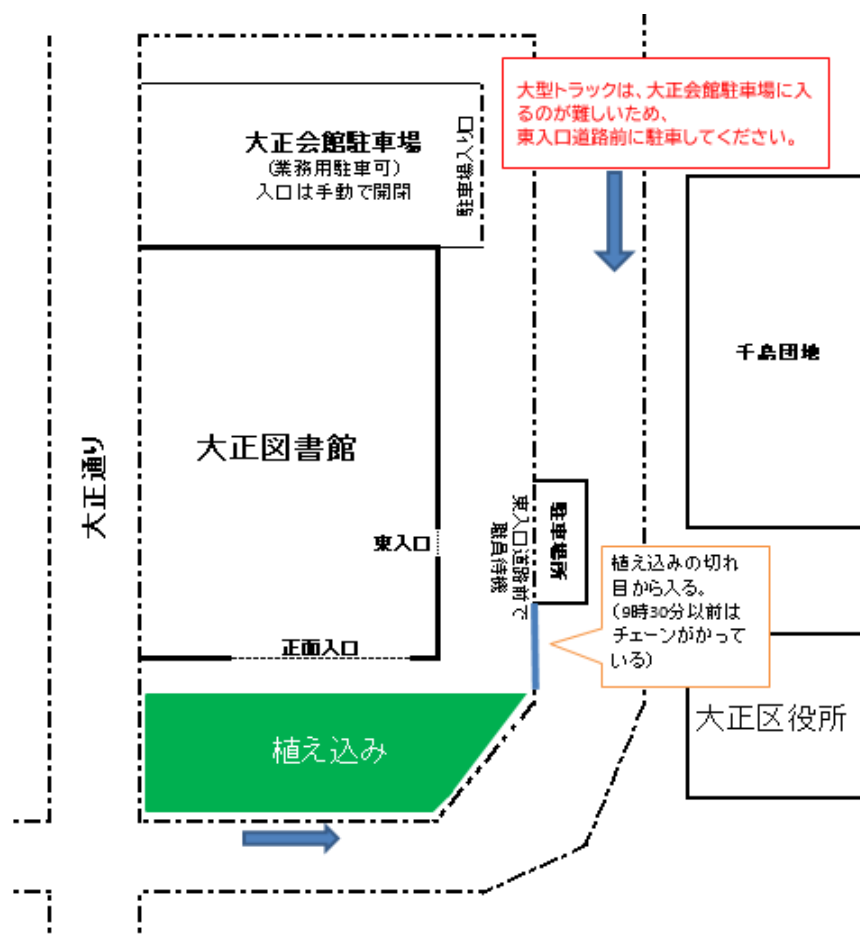 大型トラックは、大正会館駐車場に入
るのが難しいため、
東入口道路前に駐車してください。
大正会館駐車場
(業務用駐車可)
入口は手動で開閉
駐車場入り口
千島団地
大正図書館
大正通り
東入口
東入口道路前で
職員待機
駐車場所
植え込みの切れ
目から入る。
(9時30分以前は
チェーンがかって
いる)
正面入口
大正区役所
植え込み